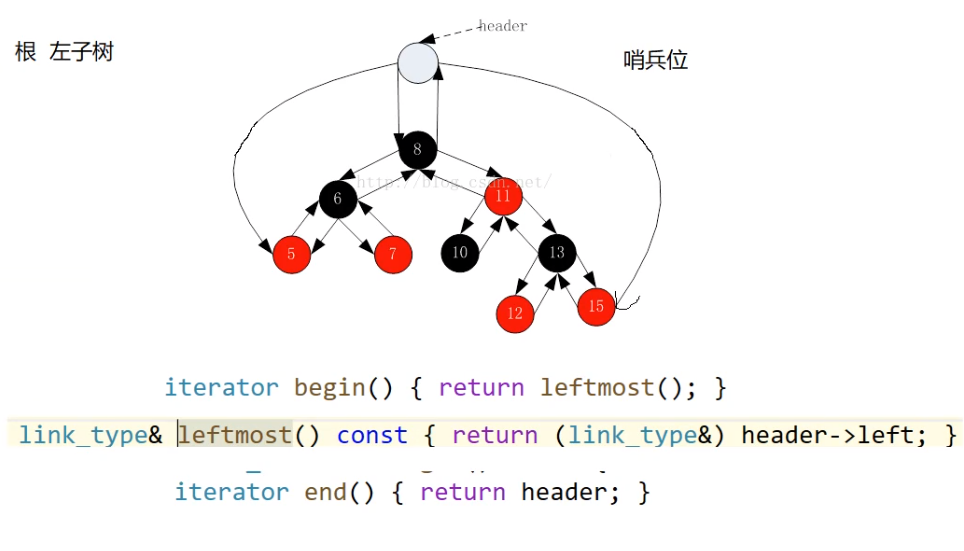 header
根 左子树
哨兵位
8
http://blog.csdn.net/
6
11
5
7
10
13
12
15
iterator begin() { return leftmost(); }
link_type& leftmost() const { return (link_type&) header->left; }
iterator end() { return header; }